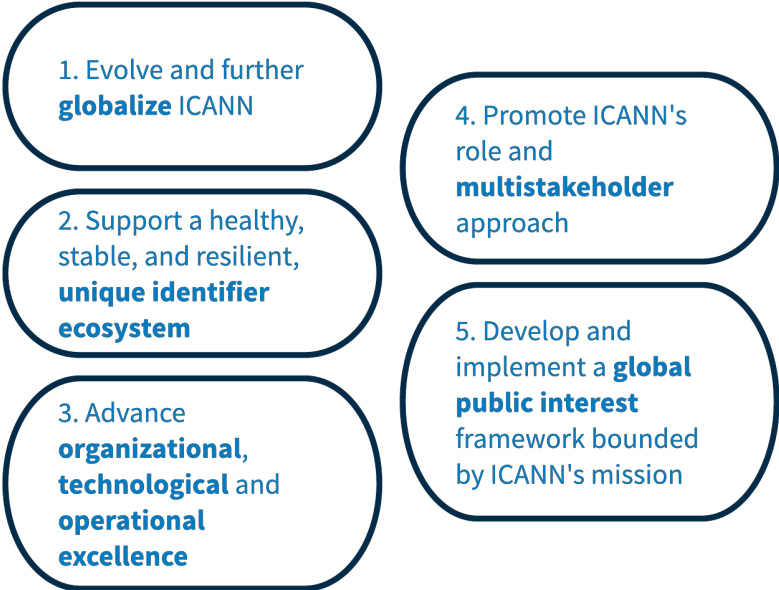 1. Evolve and further
globalize ICANN
2. Support a healthy,
stable, and resilient,
unique identifier
ecosystem
3. Advance
organizational,
technological and
operational
excellence
4. Promote ICANN's
role and
multistakeholder
approach
5. Develop and
implement a global
public interest
framework bounded
by ICANN's mission